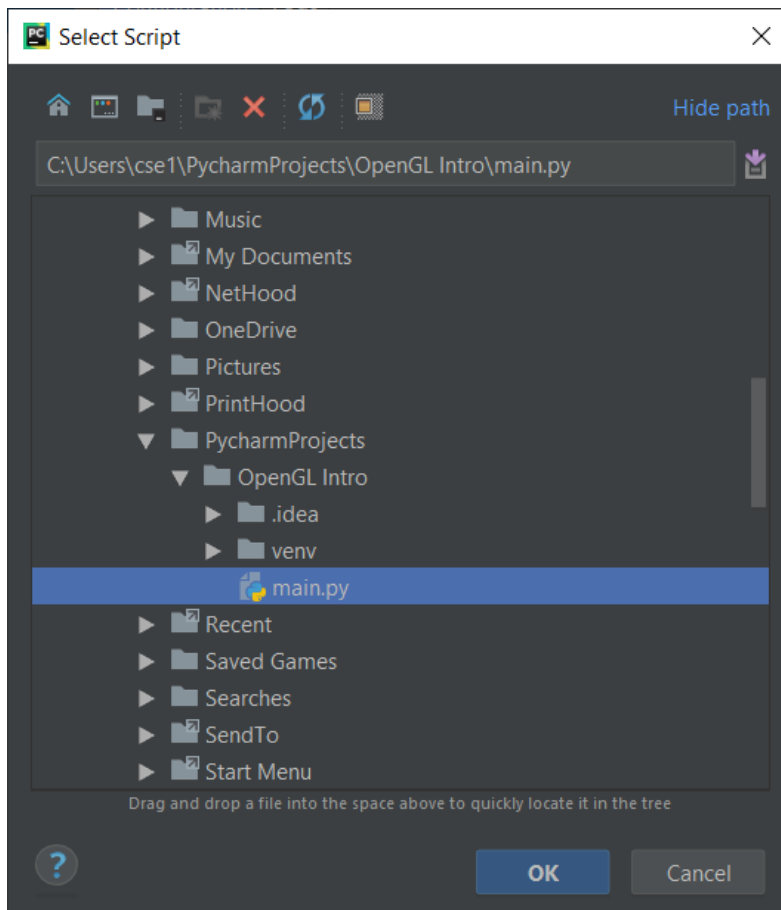 PC Select Script
Hide path
C:\Users\cse1\PycharmProjects\OpenGL Intro\main.py
Music
My Documents
NetHood
OneDrive
Pictures
PrintHood
PycharmProjects
OpenGL Intro
.idea
venv
main.py
Recent
Saved Games
Searches
SendTo
Start Menu
Drag and drop a file into the space above to quickly locate it in the tree
? OK Cancel